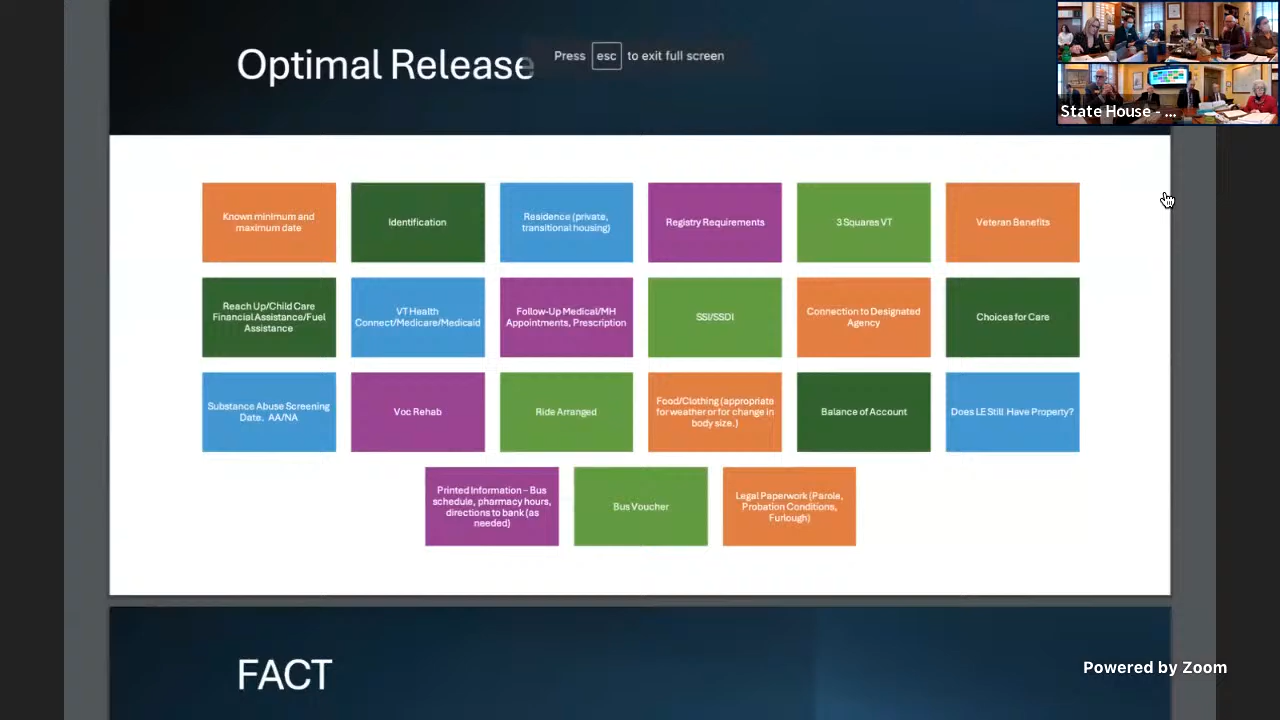 Optimal Release
Press esc to exit full screen
State House - ...
Known minimum and
maximum date
Identification
Residence (private,
transitional housing)
Registry Requirements
3 Squares VT
Veteran Benefits
Reach Up/Child Care
Financial Assistance/Fuel
Assistance
VT Health
Connect/Medicare/Medicaid
Follow-Up Medical/MH
Appointments, Prescription
SSI/SSDI
Connection to Designated
Agency
Choices for Care
Substance Abuse Screening
Date. AA/NA
Voc Rehab
Ride Arranged
Food/Clothing (appropriate
for weather or for change in
body size.)
Balance of Account
Does LE Still Have Property?
Printed Information – Bus
schedule, pharmacy hours,
directions to bank (as
needed)
Bus Voucher
Legal Paperwork (Parole,
Probation Conditions,
Furlough)
FACT
Powered by Zoom